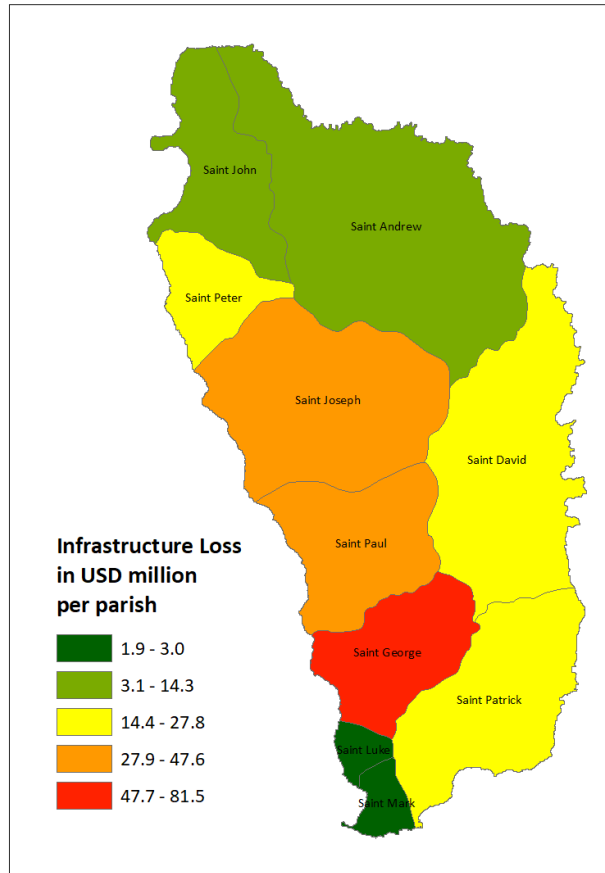 Saint John
Saint Andrew
Saint Peter
Saint Joseph
Saint David
Saint Paul
Saint George
Saint Patrick
Saint Luke
Saint Mark
Infrastructure Loss
in USD million
per parish
1.9 - 3.0
3.1 - 14.3
14.4 - 27.8
27.9 - 47.6
47.7 - 81.5